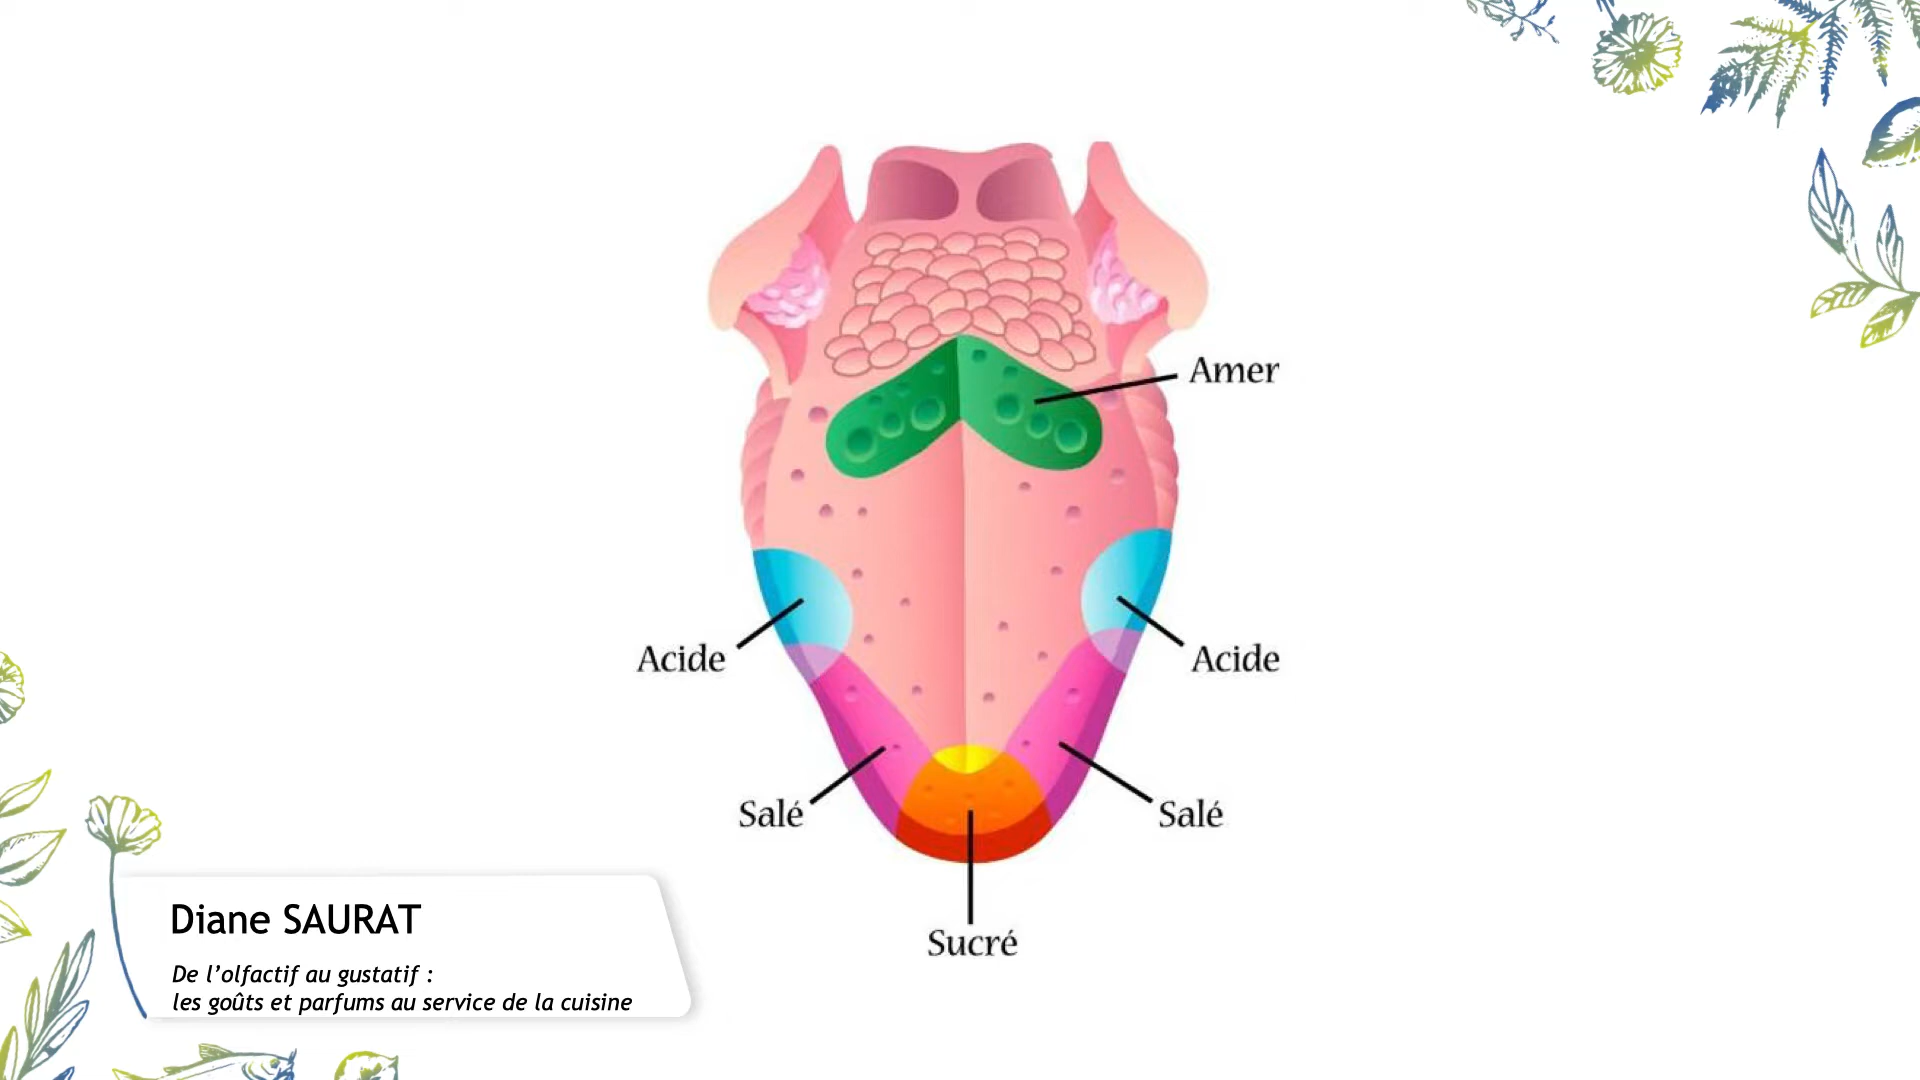 Amer
Acide
Acide
Salé
Salé
Sucré
Diane SAURAT
De l’olfactif au gustatif :
les goûts et parfums au service de la cuisine